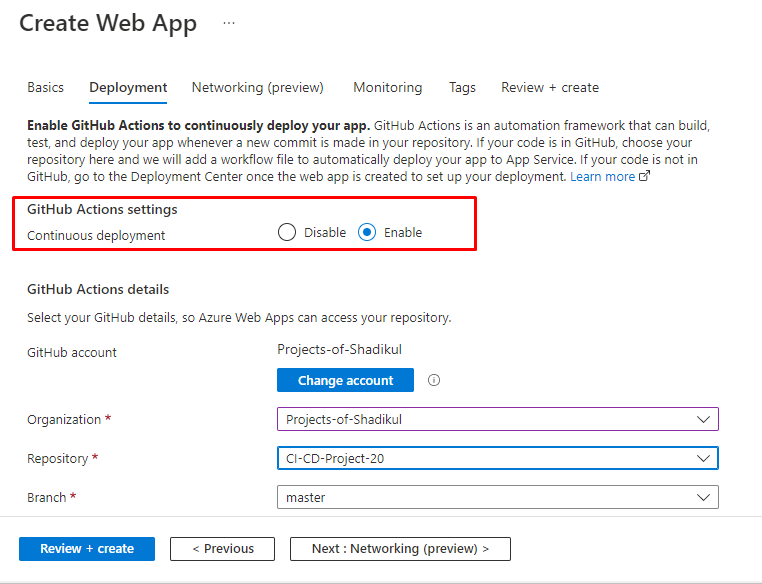 Create Web App ...
Basics Deployment Networking (preview) Monitoring Tags Review + create
Enable GitHub Actions to continuously deploy your app. GitHub Actions is an automation framework that can build,
test, and deploy your app whenever a new commit is made in your repository. If your code is in GitHub, choose your
repository here and we will add a workflow file to automatically deploy your app to App Service. If your code is not in
GitHub, go to the Deployment Center once the web app is created to set up your deployment. Learn more
GitHub Actions settings
Continuous deployment Disable Enable
GitHub Actions details
Select your GitHub details, so Azure Web Apps can access your repository.
GitHub account Projects-of-Shadikul
Change account
Organization * Projects-of-Shadikul
Repository * CI-CD-Project-20
Branch * master
Review + create < Previous Next : Networking (preview) >